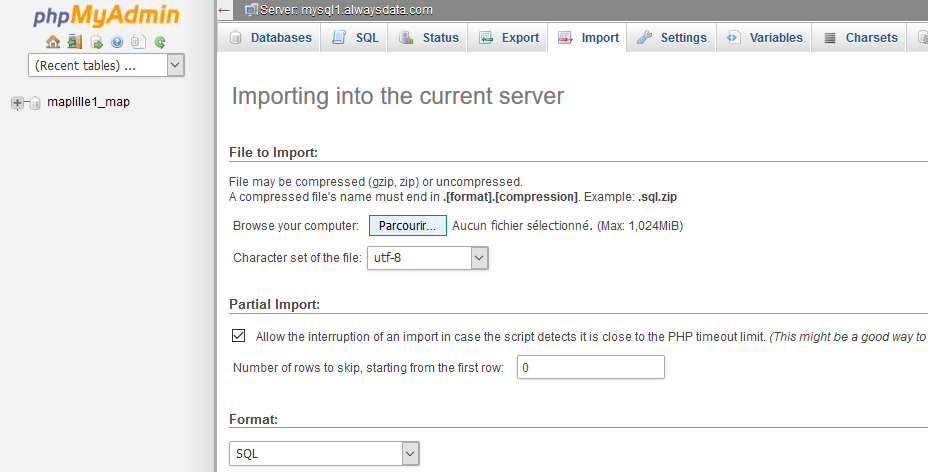 phpMyAdmin
(Recent tables) ...
maplille1_map
Server: mysql1.alwaysdata.com
Databases SQL Status Export Import Settings Variables Charsets
Importing into the current server
File to Import:
File may be compressed (gzip, zip) or uncompressed.
A compressed file's name must end in .[format].[compression]. Example: .sql.zip
Browse your computer: Parcourir... Aucun fichier sélectionné. (Max: 1,024MiB)
Character set of the file: utf-8
Partial Import:
Allow the interruption of an import in case the script detects it is close to the PHP timeout limit. (This might be a good way to
Number of rows to skip, starting from the first row: 0
Format:
SQL